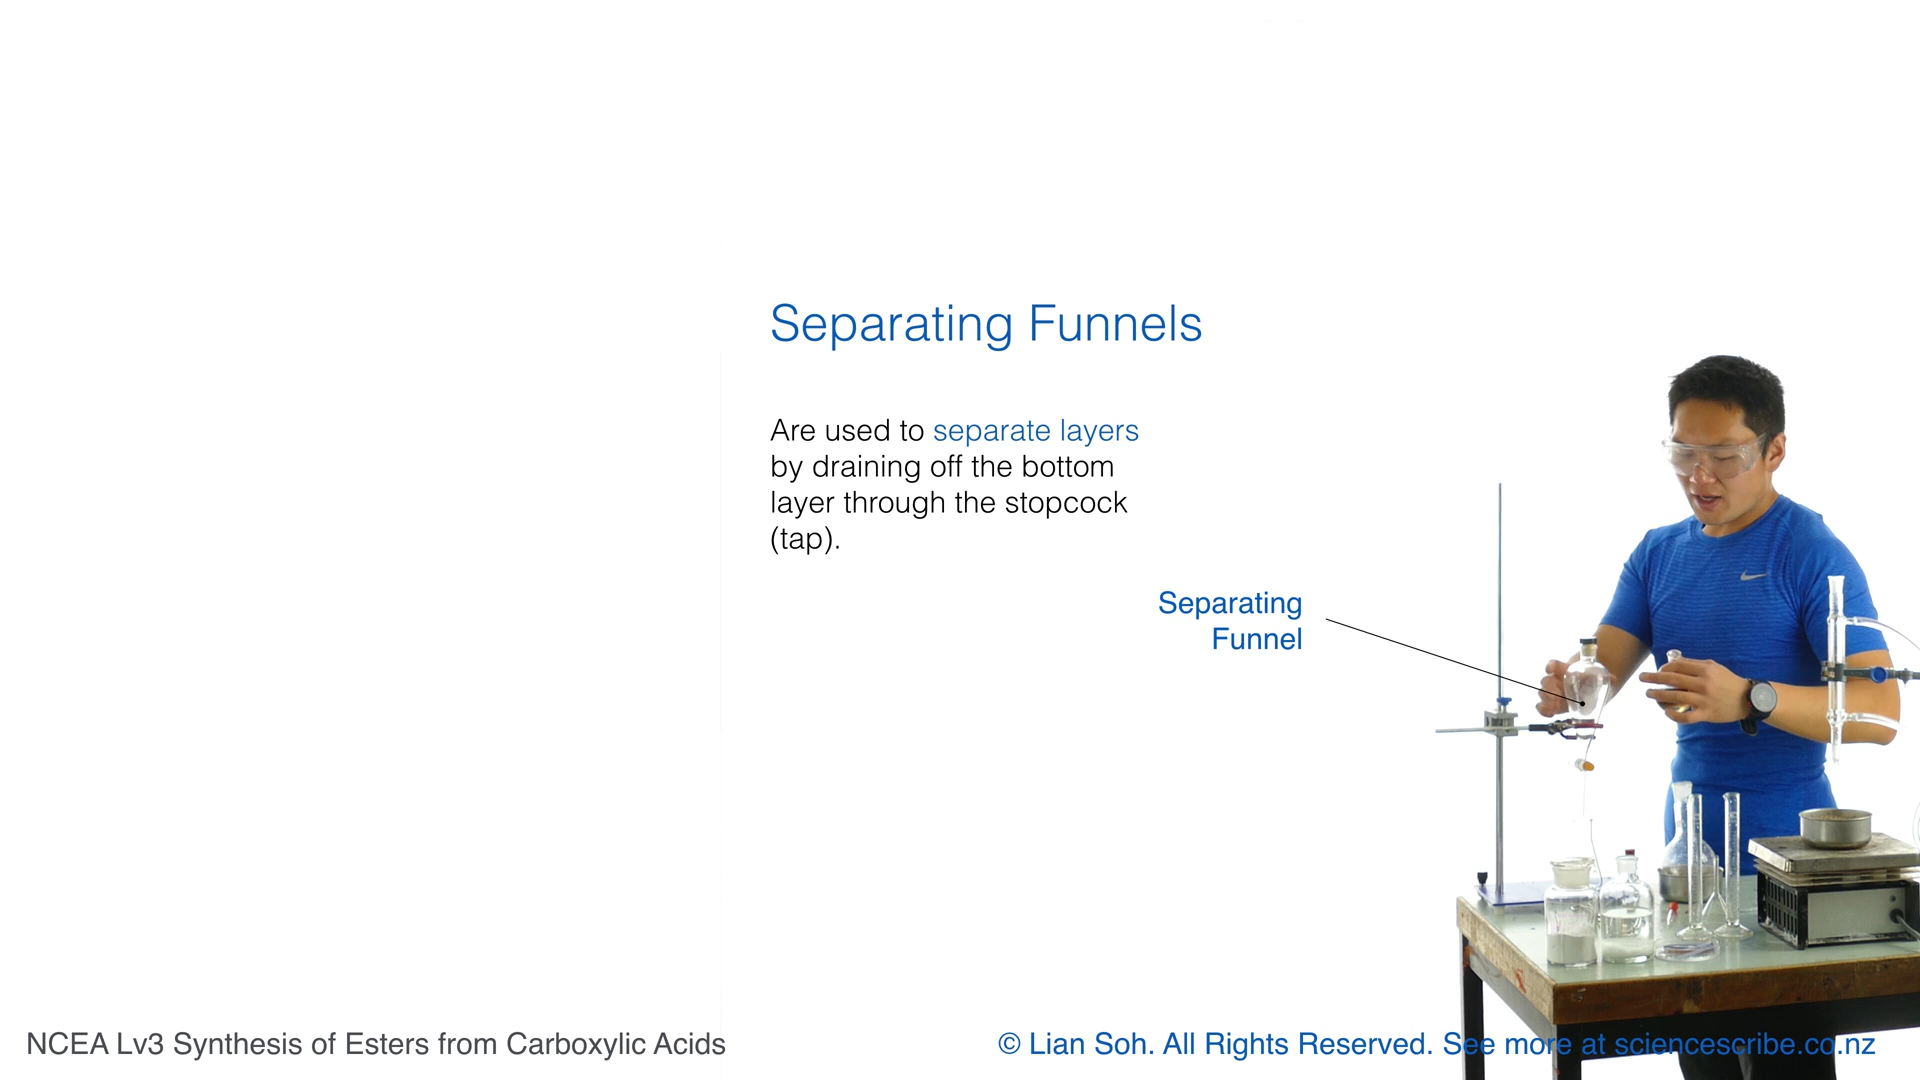 Separating Funnels
Are used to separate layers
by draining off the bottom
layer through the stopcock
(tap).
Separating
Funnel
NCEA Lv3 Synthesis of Esters from Carboxylic Acids
© Lian Soh. All Rights Reserved. See more at sciencescribe.co.nz